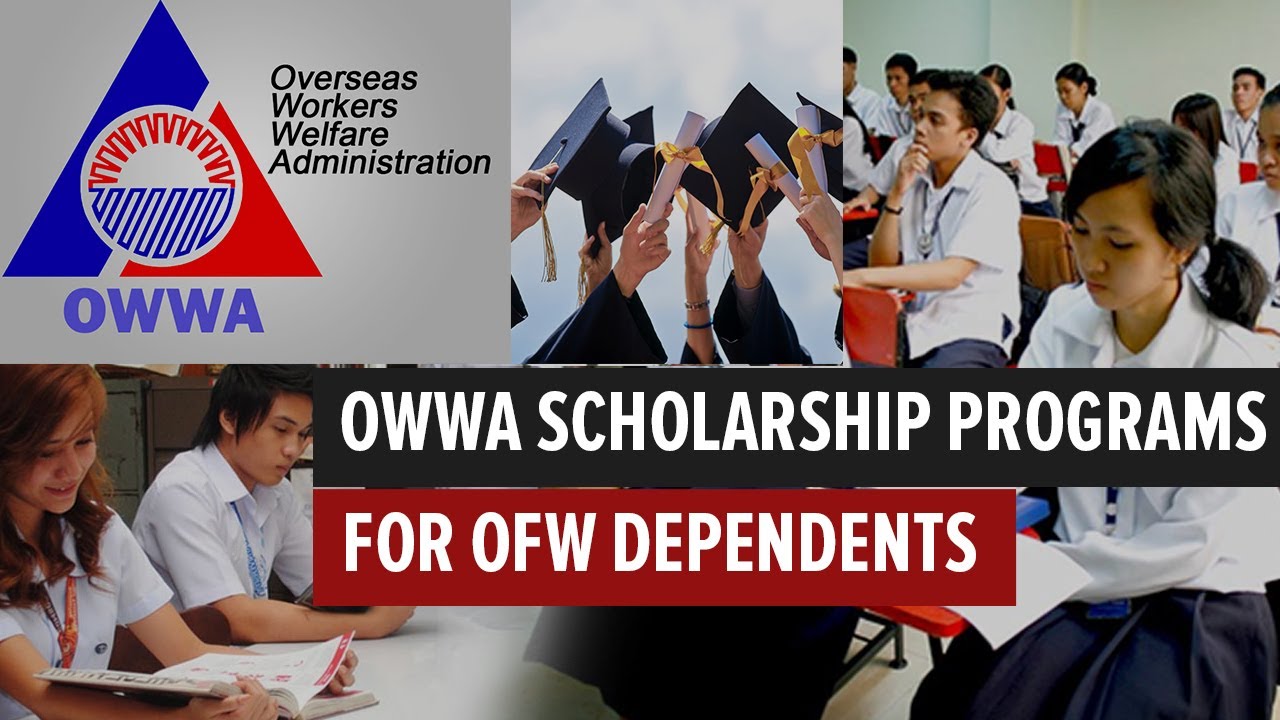 Overseas
Workers
Welfare
Administration
OWWA
OWWA SCHOLARSHIP PROGRAMS
FOR OFW DEPENDENTS